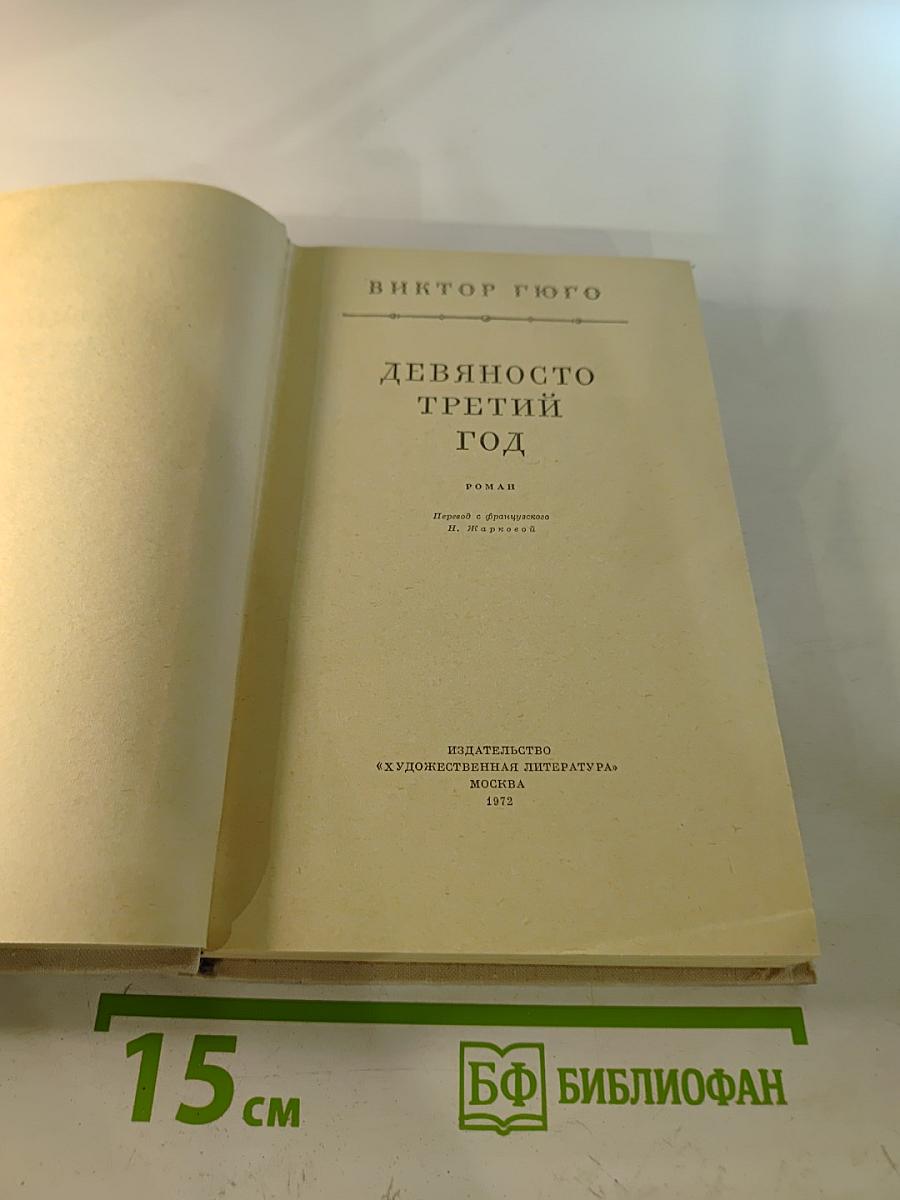 ВИКТОР ГЮГО
ДЕВЯНОСТО
ТРЕТИЙ
ГОД
РОМАН
Перевод с французского
Н. Жарковой
ИЗДАТЕЛЬСТВО
«ХУДОЖЕСТВЕННАЯ ЛИТЕРАТУРА»
МОСКВА
1972
15 см
БФ БИБЛИОФАН